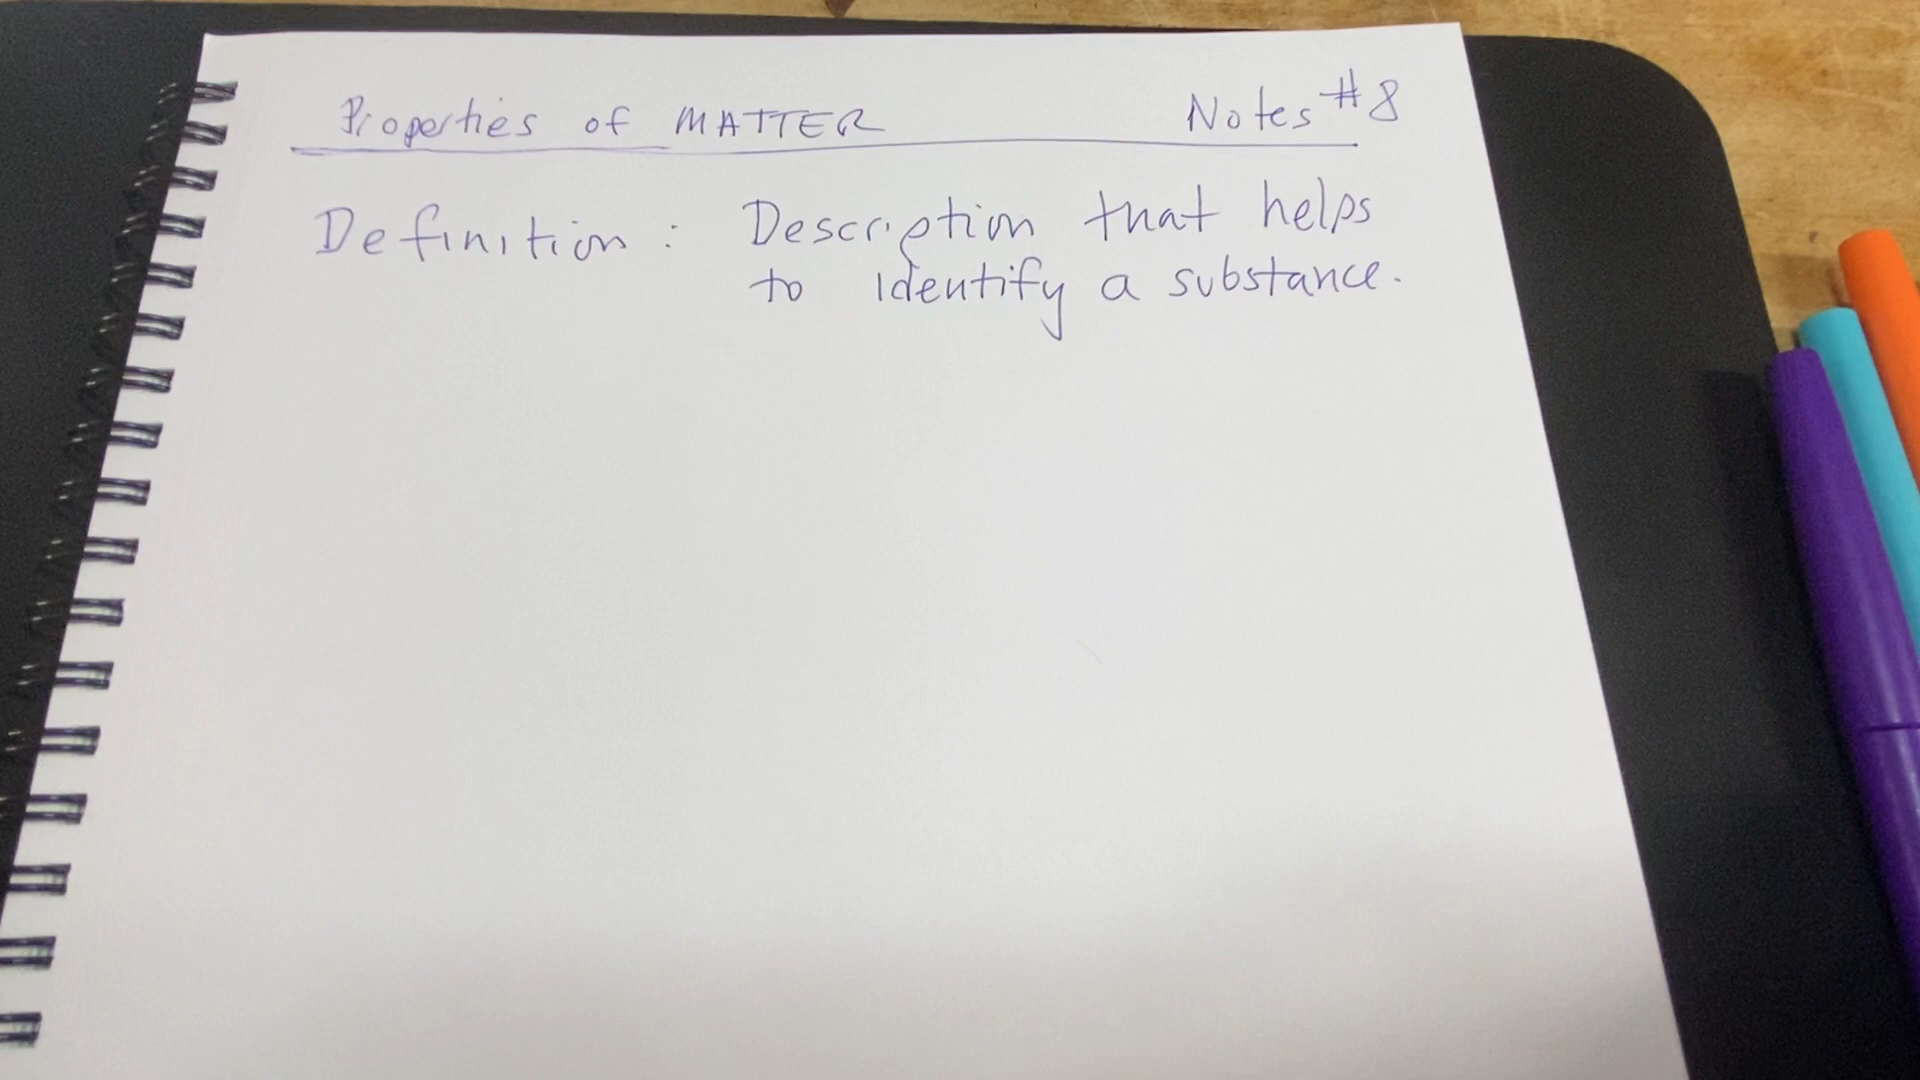 Properties of MATTER Notes #8
Definition: Description that helps
to identify a substance.